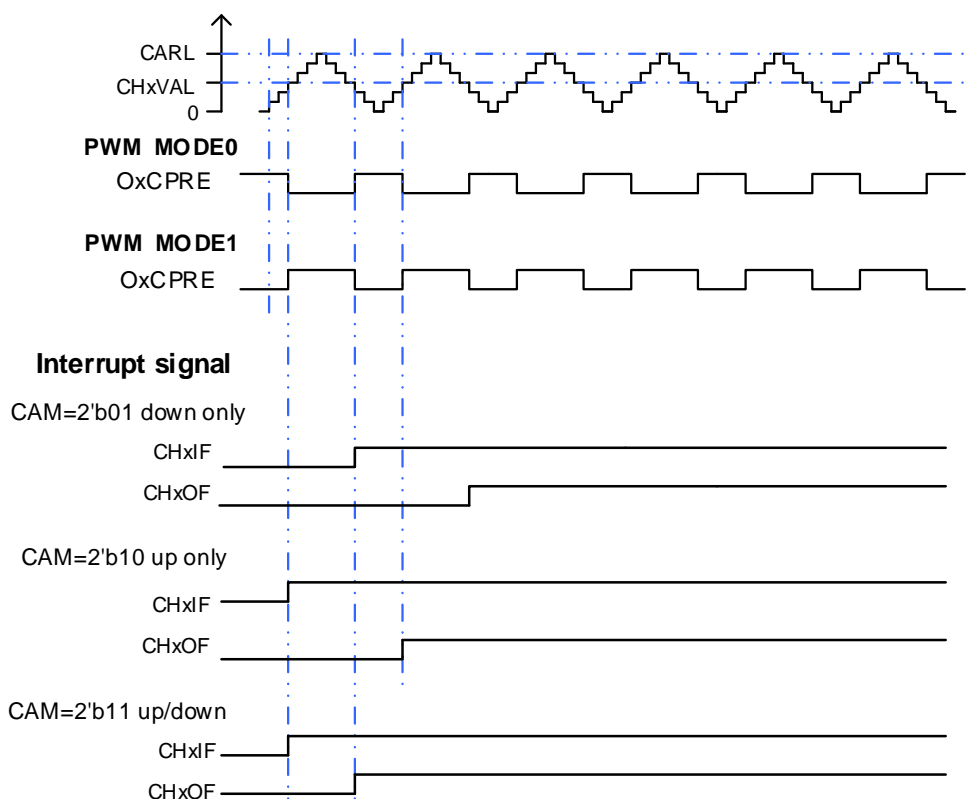 CARL
CHxVAL
0
PWM MODE0
OxCPRE
PWM MODE1
OxCPRE
Interrupt signal
CAM=2'b01 down only
CHxIF
CHxOF
CAM=2'b10 up only
CHxIF
CHxOF
CAM=2'b11 up/down
CHxIF
CHxOF